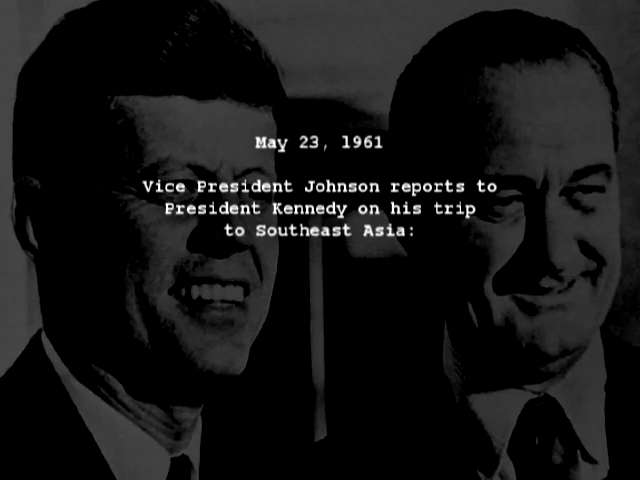 May 23, 1961
Vice President Johnson reports to
President Kennedy on his trip
to Southeast Asia: